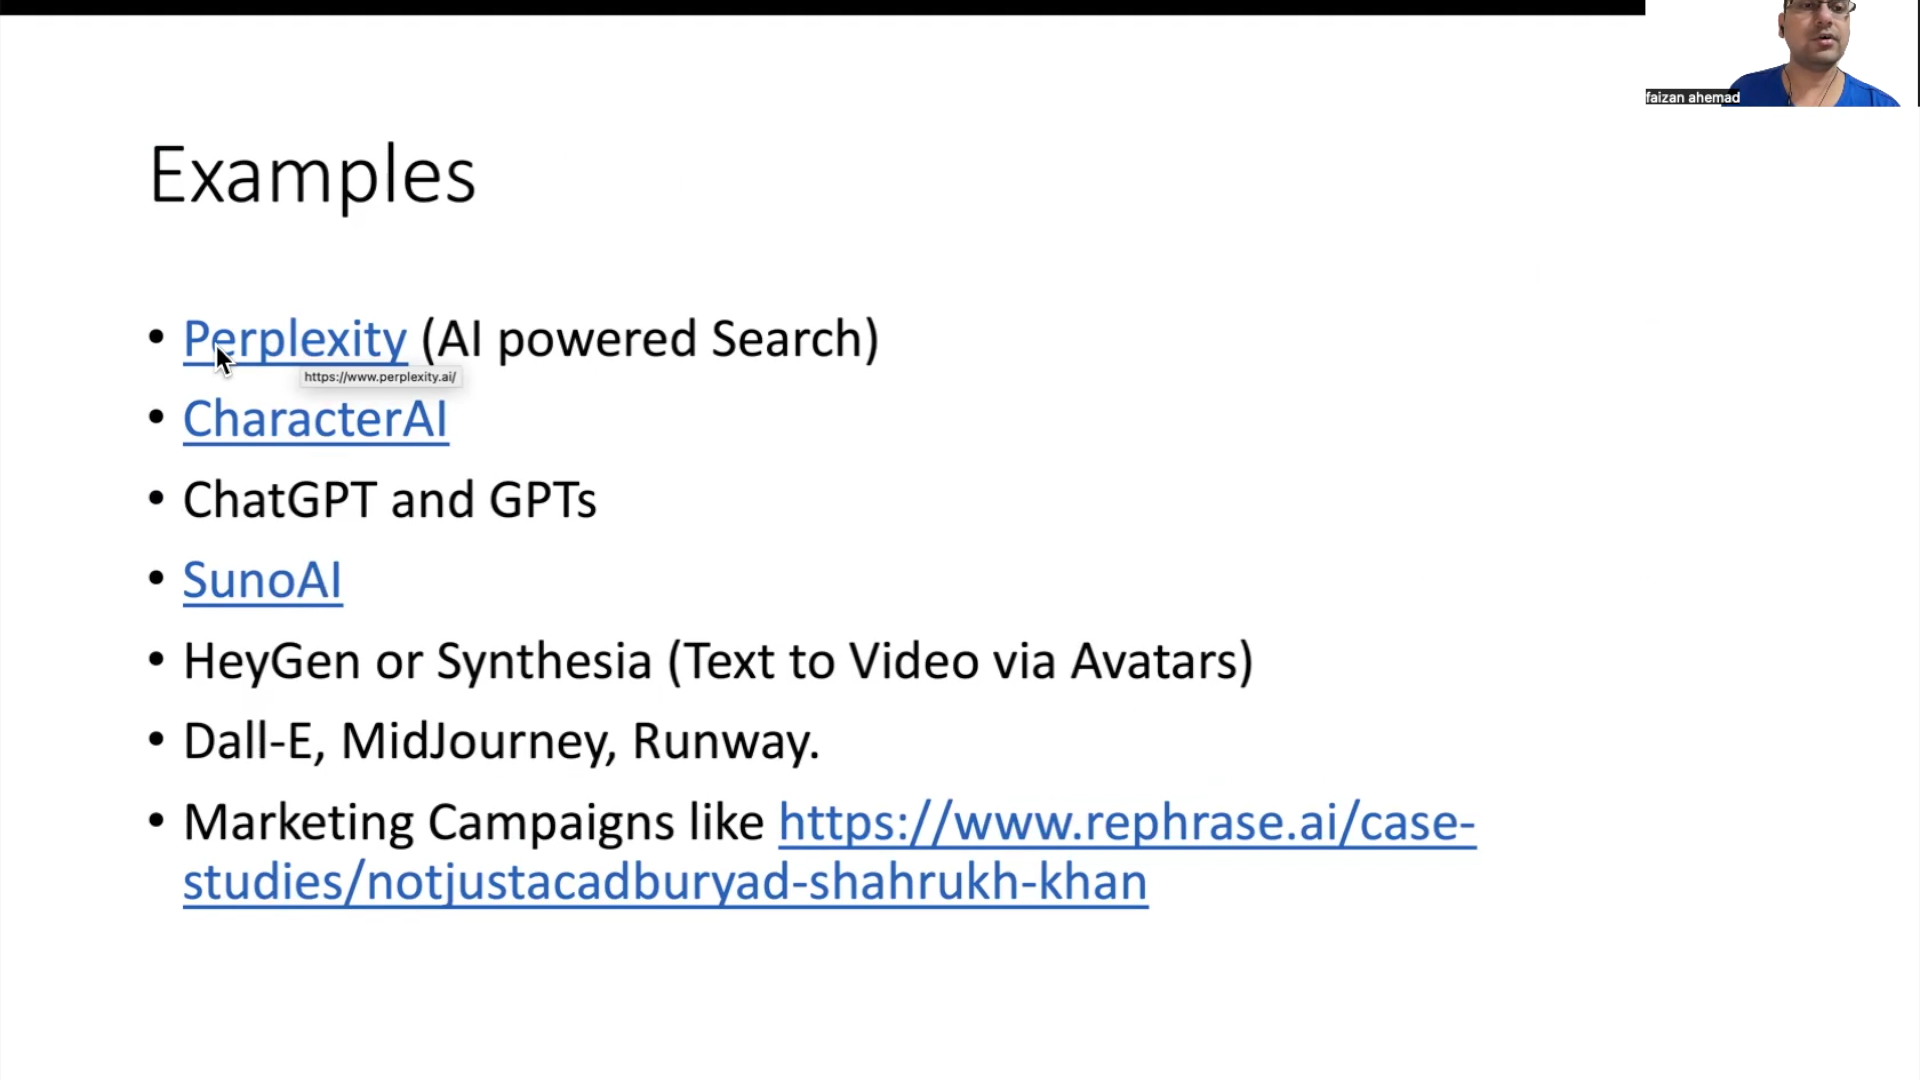 faizan ahemad
Examples
• Perplexity (AI powered Search)
https://www.perplexity.ai/
• CharacterAI
• ChatGPT and GPTs
• SunoAI
• HeyGen or Synthesia (Text to Video via Avatars)
• Dall-E, MidJourney, Runway.
• Marketing Campaigns like https://www.rephrase.ai/case-
studies/notjustacadburyad-shahrukh-khan